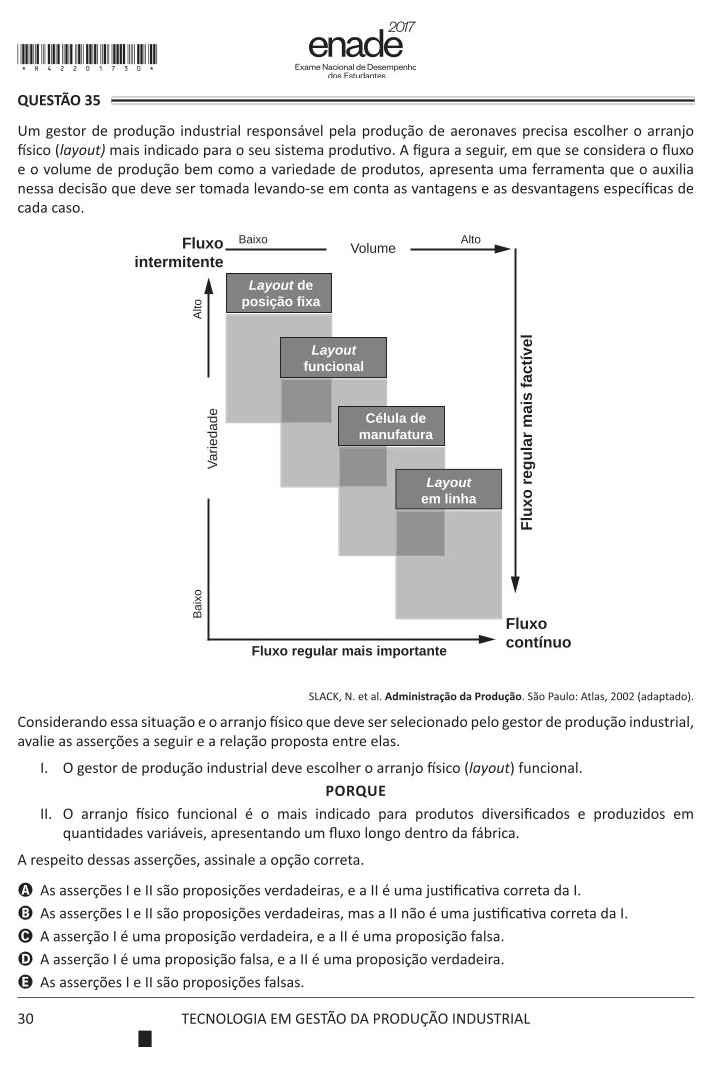 2017
enade
Exame Nacional de Desempenho
dos Estudantes
*R4220173 0*
QUESTÃO 35
Um gestor de produção industrial responsável pela produção de aeronaves precisa escolher o arranjo
físico (layout) mais indicado para o seu sistema produtivo. A figura a seguir, em que se considera o fluxo
e o volume de produção bem como a variedade de produtos, apresenta uma ferramenta que o auxilia
nessa decisão que deve ser tomada levando-se em conta as vantagens e as desvantagens específicas de
cada caso.
Fluxo
intermitente
Baixo
Volume
Alto
Alto
Variedade
Baixo
Layout de
posição fixa
Layout
funcional
Célula de
manufatura
Layout
em linha
Fluxo regular mais factível
Fluxo
contínuo
Fluxo regular mais importante
SLACK, N. et al. Administração da Produção. São Paulo: Atlas, 2002 (adaptado).
Considerando essa situação e o arranjo físico que deve ser selecionado pelo gestor de produção industrial,
avalie as asserções a seguir e a relação proposta entre elas.
I. O gestor de produção industrial deve escolher o arranjo físico (layout) funcional.
PORQUE
II. O arranjo físico funcional é o mais indicado para produtos diversificados e produzidos em
quantidades variáveis, apresentando um fluxo longo dentro da fábrica.
A respeito dessas asserções, assinale a opção correta.
A As asserções I e II são proposições verdadeiras, e a II é uma justificativa correta da I.
B As asserções I e II são proposições verdadeiras, mas a II não é uma justificativa correta da I.
C A asserção I é uma proposição verdadeira, e a II é uma proposição falsa.
D A asserção I é uma proposição falsa, e a II é uma proposição verdadeira.
E As asserções I e II são proposições falsas.
30
TECNOLOGIA EM GESTÃO DA PRODUÇÃO INDUSTRIAL